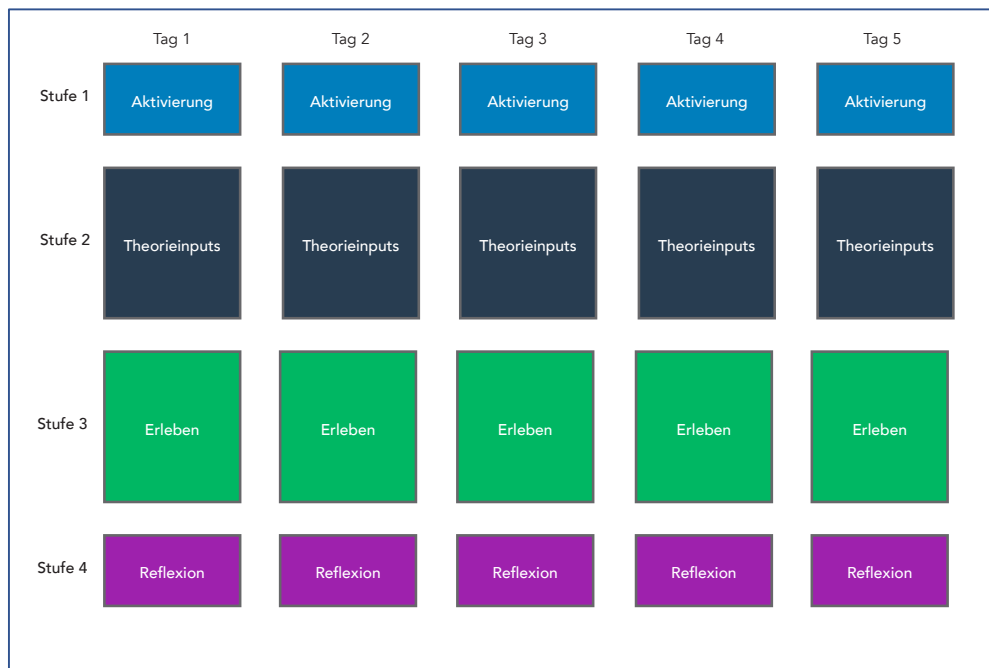 Tag 1 Tag 2 Tag 3 Tag 4 Tag 5
Stufe 1 Aktivierung Aktivierung Aktivierung Aktivierung Aktivierung
Stufe 2 Theorieinputs Theorieinputs Theorieinputs Theorieinputs Theorieinputs
Stufe 3 Erleben Erleben Erleben Erleben Erleben
Stufe 4 Reflexion Reflexion Reflexion Reflexion Reflexion